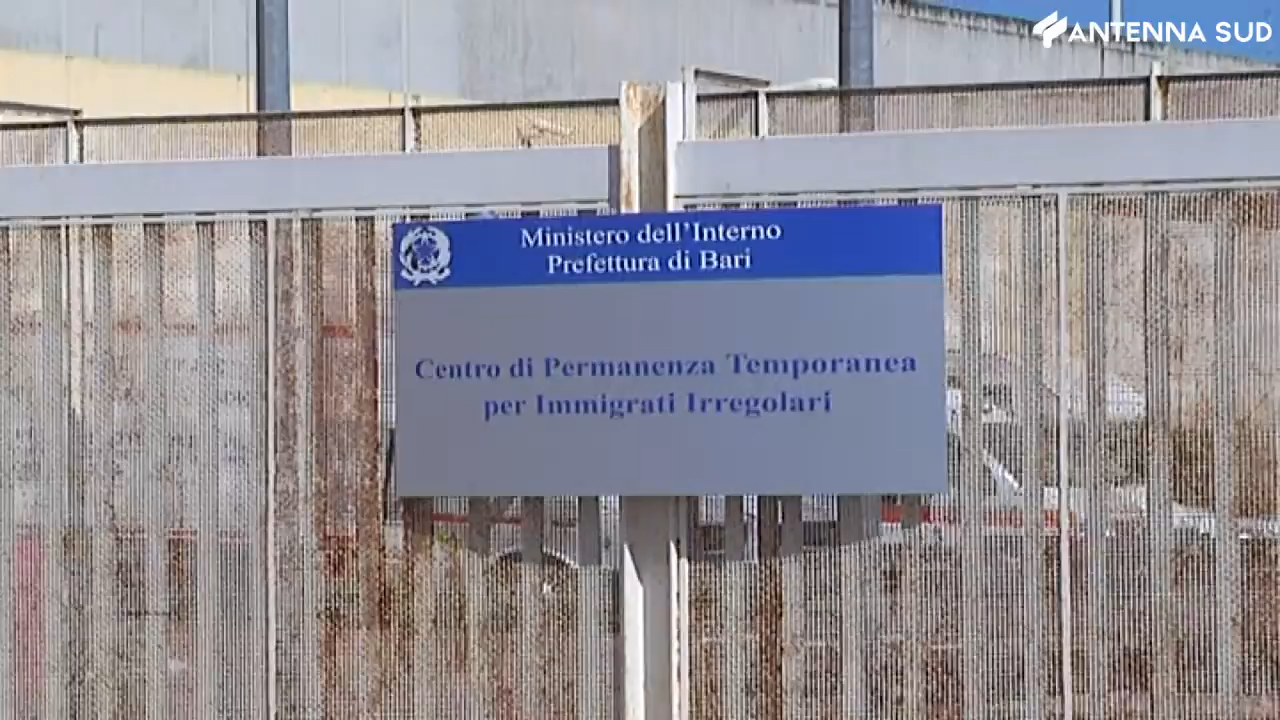 ANTENNA SUD
Ministero dell'Interno
Prefettura di Bari
Centro di Permanenza Temporanea
per Immigrati Irregolari